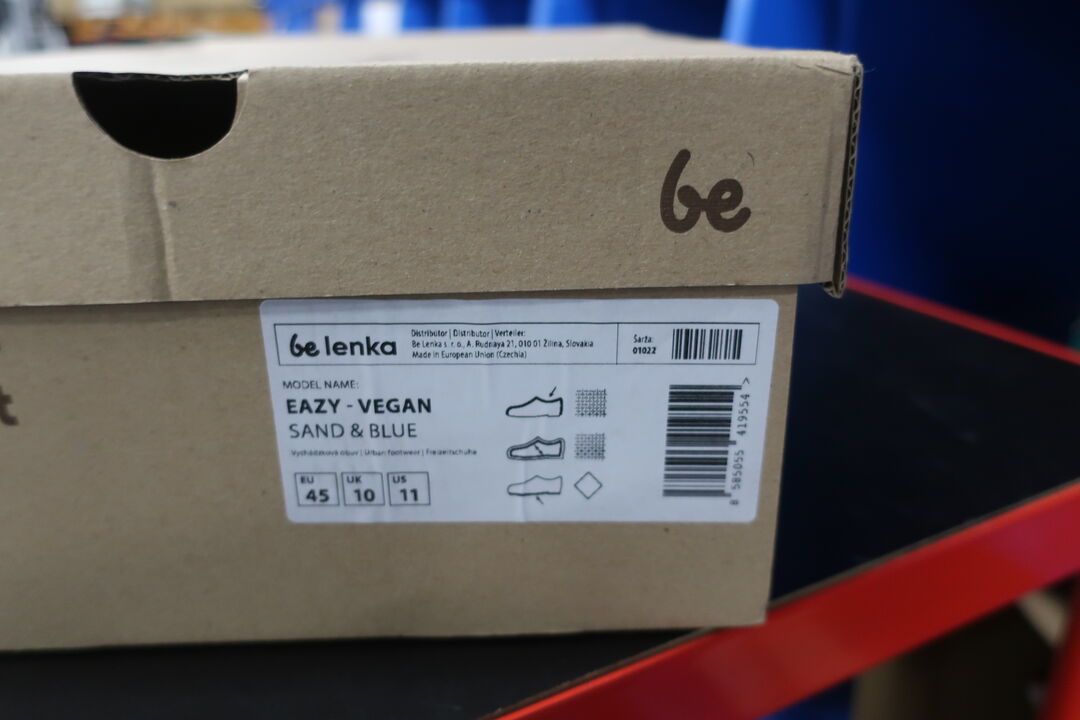 be
be lenka
Distribútor | Distributor | Verteiler:
Be Lenka s. r. o., A. Rudnaya 21, 010 01 Žilina, Slovakia
Made in European Union (Czechia)
Šarža:
01022
MODEL NAME:
EAZY - VEGAN
SAND & BLUE
Vychádzková obuv | Urban footwear | Freizeitschuhe
EU
45
UK
10
US
11
8 585055 419554 >
t